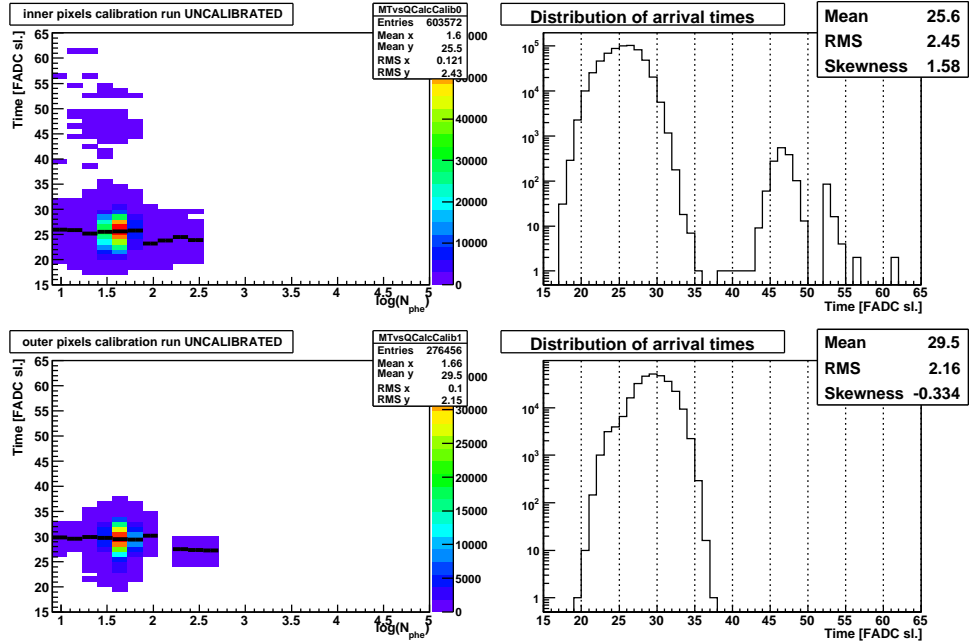 inner pixels calibration run UNCALIBRATED
MTvsQCalcCalib0
Entries 603572
Mean x 1.6
Mean y 25.5
RMS x 0.121
RMS y 2.43
Time [FADC sl.]
65
60
55
50
45
40
35
30
25
20
15
1 1.5 2 2.5 3 3.5 4 4.5 5
log(N_phe)
50000
40000
30000
20000
10000
0
Distribution of arrival times
Mean 25.6
RMS 2.45
Skewness 1.58
10^5
10^4
10^3
10^2
10
1
15 20 25 30 35 40 45 50 55 60 65
Time [FADC sl.]
outer pixels calibration run UNCALIBRATED
MTvsQCalcCalib1
Entries 276456
Mean x 1.66
Mean y 29.5
RMS x 0.1
RMS y 2.15
Time [FADC sl.]
65
60
55
50
45
40
35
30
25
20
15
1 1.5 2 2.5 3 3.5 4 4.5 5
log(N_phe)
30000
25000
20000
15000
10000
5000
0
Distribution of arrival times
Mean 29.5
RMS 2.16
Skewness -0.334
10^4
10^3
10^2
10
1
15 20 25 30 35 40 45 50 55 60 65
Time [FADC sl.]